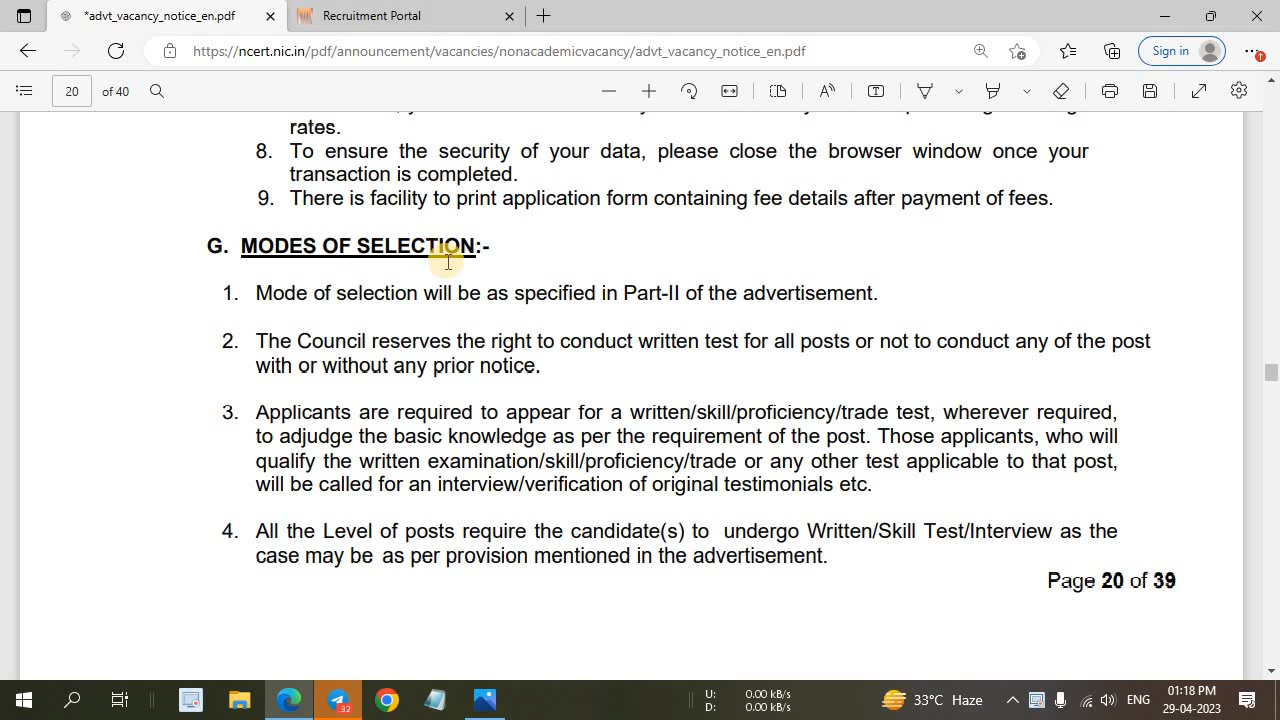 *advt_vacancy_notice_en.pdf
Recruitment Portal
https://ncert.nic.in/pdf/announcement/vacancies/nonacademicvacancy/advt_vacancy_notice_en.pdf
Sign in
20 of 40
rates.
8. To ensure the security of your data, please close the browser window once your
transaction is completed.
9. There is facility to print application form containing fee details after payment of fees.
G. MODES OF SELECTION:-
1. Mode of selection will be as specified in Part-II of the advertisement.
2. The Council reserves the right to conduct written test for all posts or not to conduct any of the post
with or without any prior notice.
3. Applicants are required to appear for a written/skill/proficiency/trade test, wherever required,
to adjudge the basic knowledge as per the requirement of the post. Those applicants, who will
qualify the written examination/skill/proficiency/trade or any other test applicable to that post,
will be called for an interview/verification of original testimonials etc.
4. All the Level of posts require the candidate(s) to undergo Written/Skill Test/Interview as the
case may be as per provision mentioned in the advertisement.
Page 20 of 39
32
U: 0.00 kB/s
D: 0.00 kB/s
33°C Haze
ENG
01:18 PM
29-04-2023